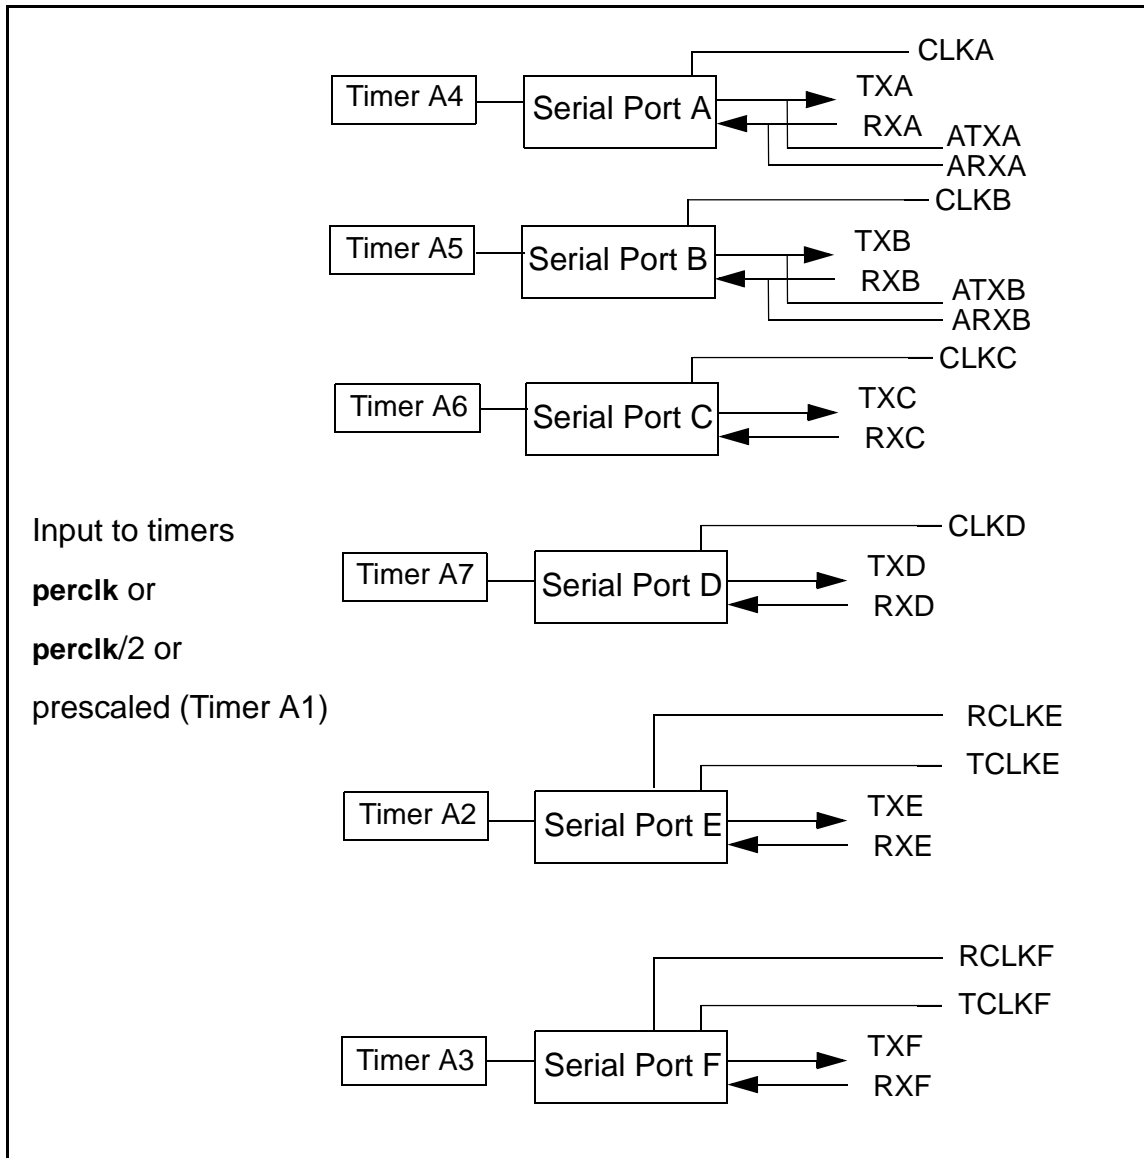 CLKA
Timer A4
Serial Port A
TXA
RXA
ATXA
ARXA
CLKB
Timer A5
Serial Port B
TXB
RXB
ATXB
ARXB
CLKC
Timer A6
Serial Port C
TXC
RXC
Input to timers
perclk or
perclk/2 or
prescaled (Timer A1)
CLKD
Timer A7
Serial Port D
TXD
RXD
RCLKE
TCLKE
Timer A2
Serial Port E
TXE
RXE
RCLKF
TCLKF
Timer A3
Serial Port F
TXF
RXF